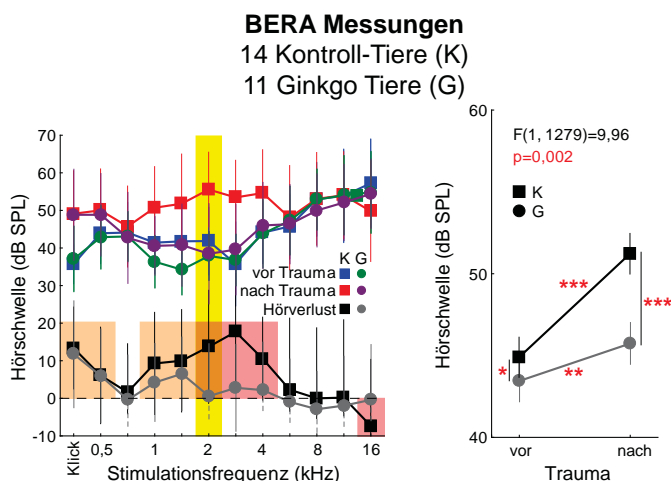 BERA Messungen
14 Kontroll-Tiere (K)
11 Ginkgo Tiere (G)
Hörschwelle (dB SPL)
70
60
50
40
30
20
10
0
-10
K G
vor Trauma
nach Trauma
Hörverlust
Klick
0,5
1
2
4
8
16
Stimulationsfrequenz (kHz)
Hörschwelle (dB SPL)
60
50
40
F(1, 1279)=9,96
p=0,002
K
G
***
***
*
**
vor
nach
Trauma